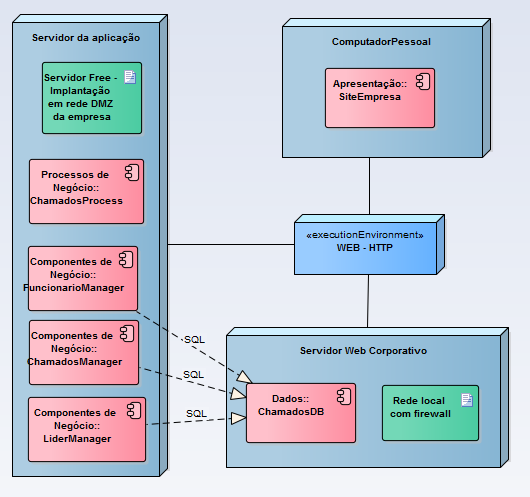 Servidor da aplicação
Servidor Free -
Implantação
em rede DMZ
da empresa
Processos de
Negócio::
ChamadosProcess
Componentes de
Negócio::
FuncionarioManager
Componentes de
Negócio::
ChamadosManager
Componentes de
Negócio::
LiderManager
SQL
SQL
SQL
ComputadorPessoal
Apresentação::
SiteEmpresa
«executionEnvironment»
WEB - HTTP
Servidor Web Corporativo
Dados::
ChamadosDB
Rede local
com firewall